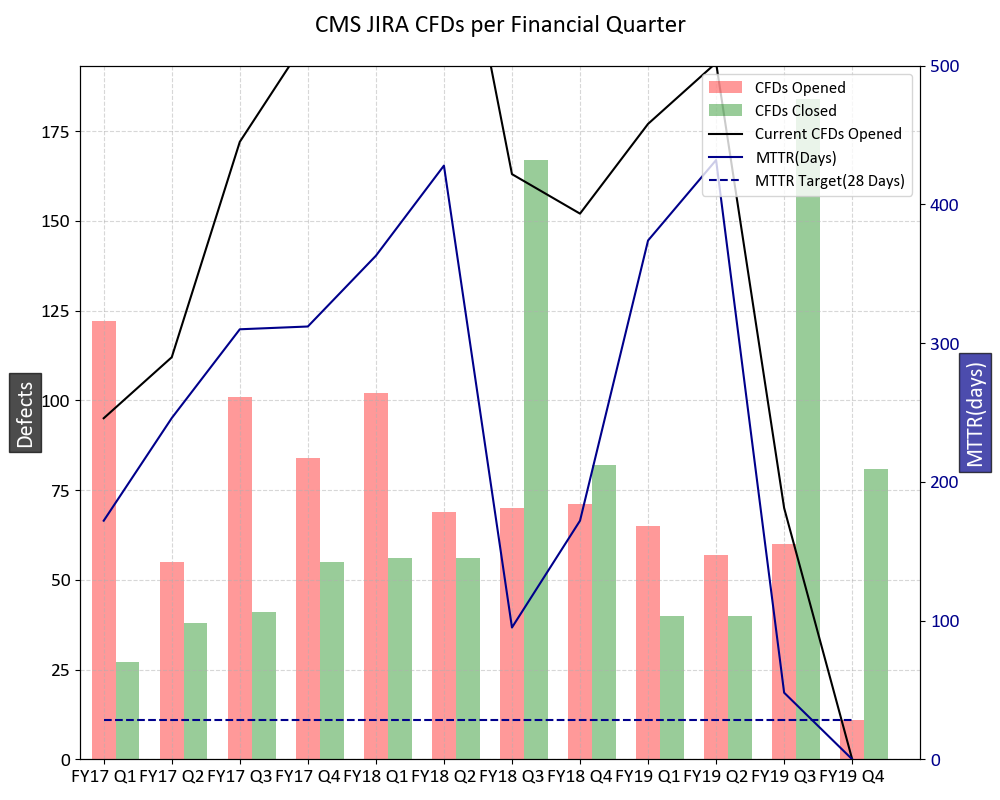 CMS JIRA CFDs per Financial Quarter
CFDs Opened
CFDs Closed
Current CFDs Opened
MTTR(Days)
MTTR Target(28 Days)
175
150
125
100
75
50
25
0
Defects
500
400
300
200
100
0
MTTR(days)
FY17 Q1 FY17 Q2 FY17 Q3 FY17 Q4 FY18 Q1 FY18 Q2 FY18 Q3 FY18 Q4 FY19 Q1 FY19 Q2 FY19 Q3 FY19 Q4